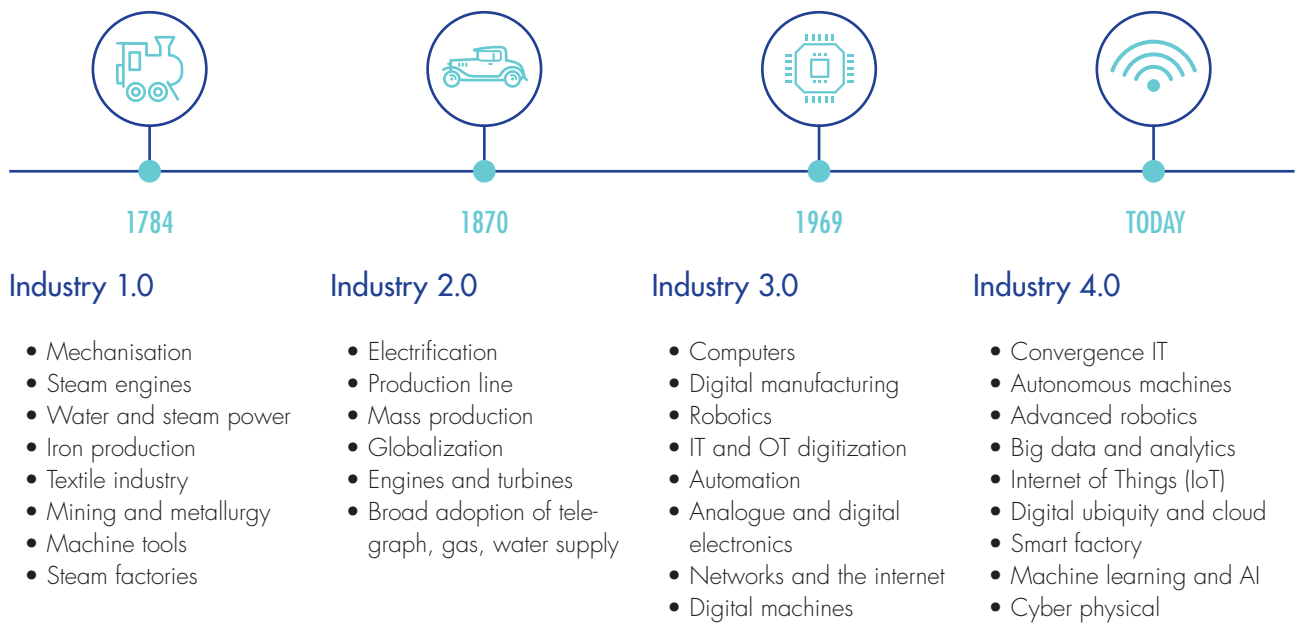 1784
1870
1969
TODAY
Industry 1.0
• Mechanisation
• Steam engines
• Water and steam power
• Iron production
• Textile industry
• Mining and metallurgy
• Machine tools
• Steam factories
Industry 2.0
• Electrification
• Production line
• Mass production
• Globalization
• Engines and turbines
• Broad adoption of tele-
graph, gas, water supply
Industry 3.0
• Computers
• Digital manufacturing
• Robotics
• IT and OT digitization
• Automation
• Analogue and digital
electronics
• Networks and the internet
• Digital machines
Industry 4.0
• Convergence IT
• Autonomous machines
• Advanced robotics
• Big data and analytics
• Internet of Things (IoT)
• Digital ubiquity and cloud
• Smart factory
• Machine learning and AI
• Cyber physical